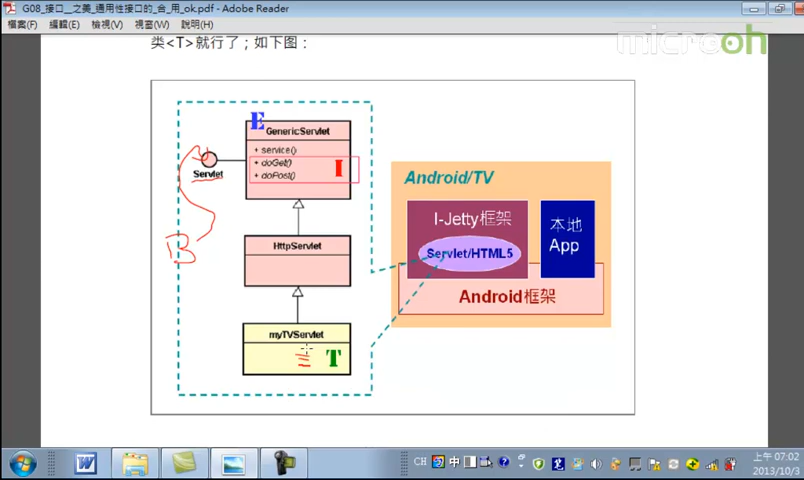 G08_接口__之美_通用性接口的_合_用_ok.pdf - Adobe Reader
檔案(F) 編輯(E) 檢視(V) 視窗(W) 說明(H)
microoh
类<T>就行了；如下图：
E
GenericServlet
+ service()
+ doGet()
+ doPost()
I
Servlet
B
HttpServlet
myTVServlet
T
Android/TV
I-Jetty框架
Servlet/HTML5
本地
App
Android框架
CH 中
上午 07:02
2013/10/3